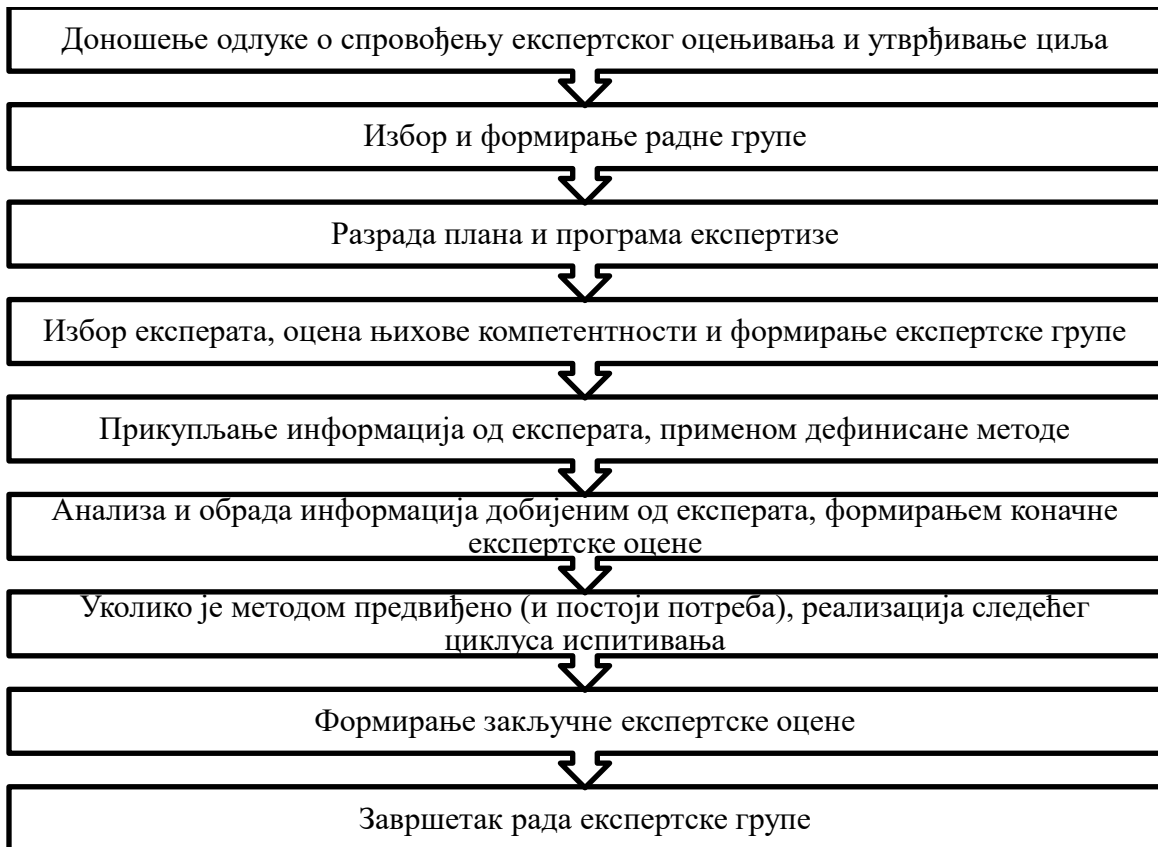 Доношење одлуке о спровођењу експертског оцењивања и утврђивање циља
Избор и формирање радне групе
Разрада плана и програма експертизе
Избор експерата, оцена њихове компетентности и формирање експертске групе
Прикупљање информација од експерата, применом дефинисане методе
Анализа и обрада информација добијеним од експерата, формирањем коначне
експертске оцене
Уколико је методом предвиђено (и постоји потреба), реализација следећег
циклуса испитивања
Формирање закључне експертске оцене
Завршетак рада експертске групе